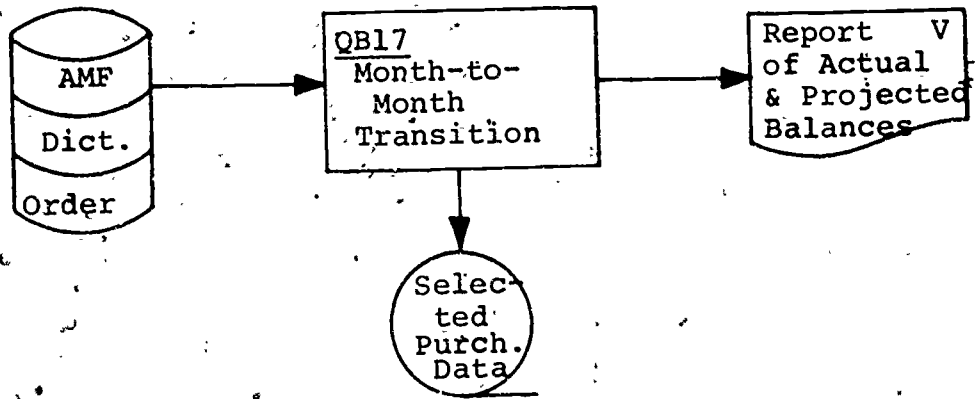 AMF
Dict.
Order
QB17
Month-to-
Month
Transition
Report V
of Actual
& Projected
Balances
Selec-
ted
Purch.
Data